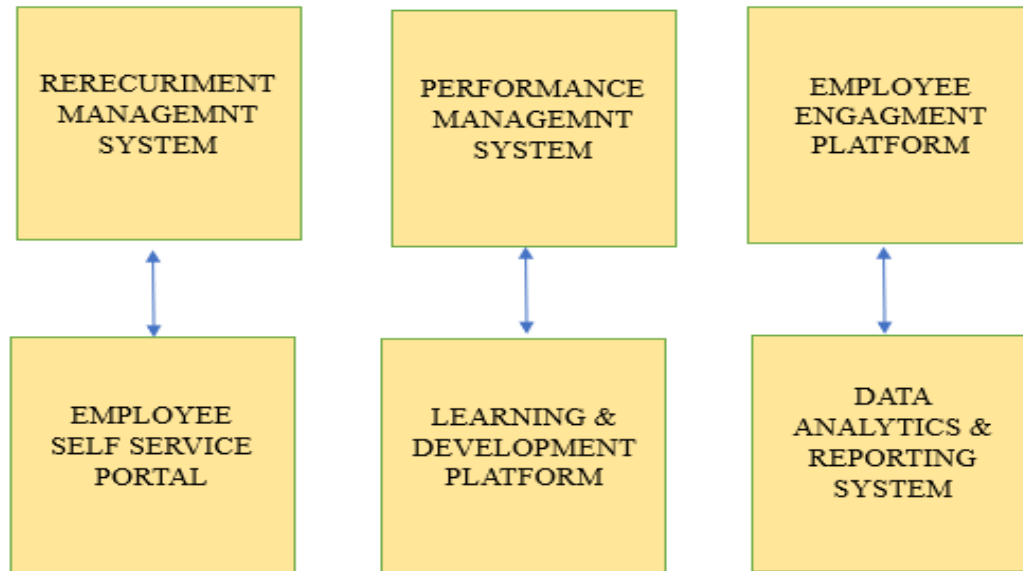 RERECURIMENT
MANAGEMNT
SYSTEM
PERFORMANCE
MANAGEMNT
SYSTEM
EMPLOYEE
ENGAGMENT
PLATFORM
EMPLOYEE
SELF SERVICE
PORTAL
LEARNING &
DEVELOPMENT
PLATFORM
DATA
ANALYTICS &
REPORTING
SYSTEM